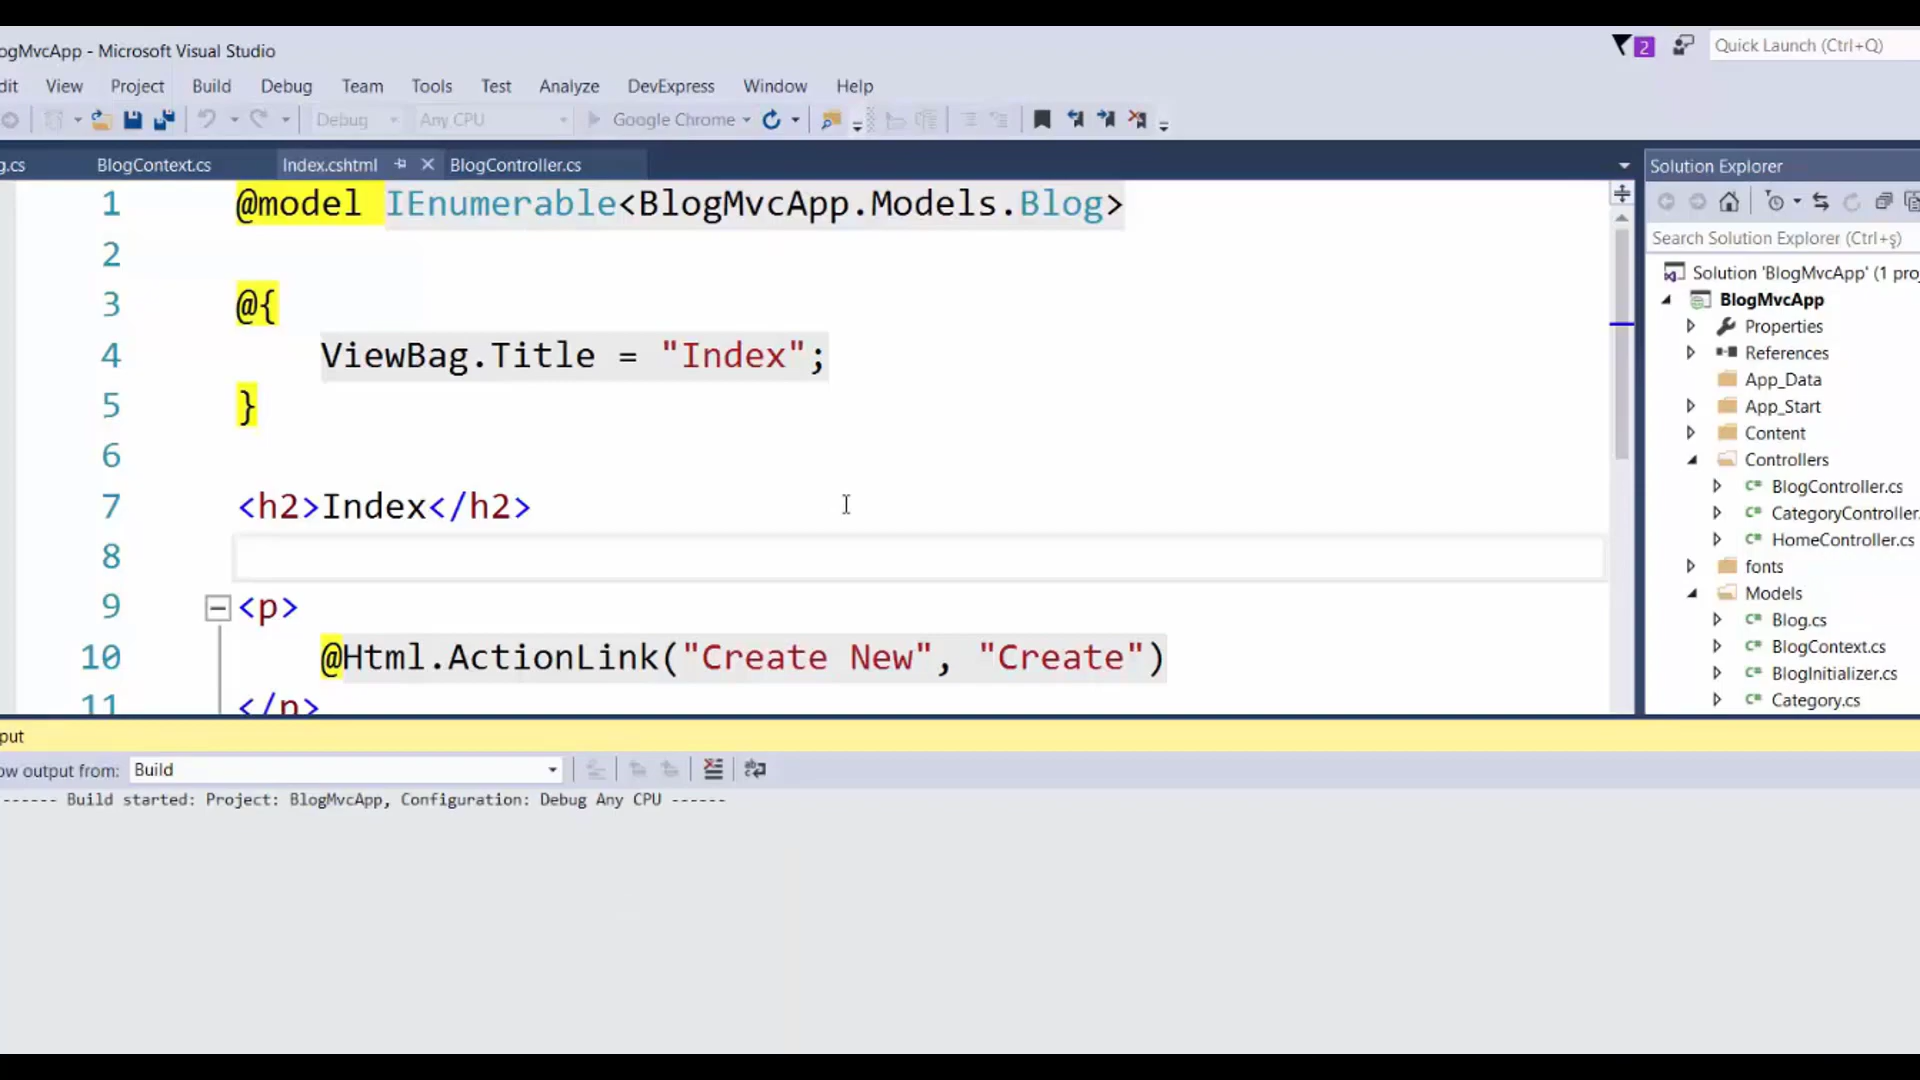 ogMvcApp - Microsoft Visual Studio
2
Quick Launch (Ctrl+Q)
dit View Project Build Debug Team Tools Test Analyze DevExpress Window Help
Debug Any CPU Google Chrome
g.cs BlogContext.cs Index.cshtml BlogController.cs
1 @model IEnumerable<BlogMvcApp.Models.Blog>
2
3 @{
4 ViewBag.Title = "Index";
5 }
6
7 <h2>Index</h2>
8
9 <p>
10 @Html.ActionLink("Create New", "Create")
11 </p>
Solution Explorer
Search Solution Explorer (Ctrl+ş)
Solution 'BlogMvcApp' (1 pro
BlogMvcApp
Properties
References
App_Data
App_Start
Content
Controllers
C# BlogController.cs
C# CategoryController.
C# HomeController.cs
fonts
Models
C# Blog.cs
C# BlogContext.cs
C# BlogInitializer.cs
C# Category.cs
put
ow output from: Build
------ Build started: Project: BlogMvcApp, Configuration: Debug Any CPU ------